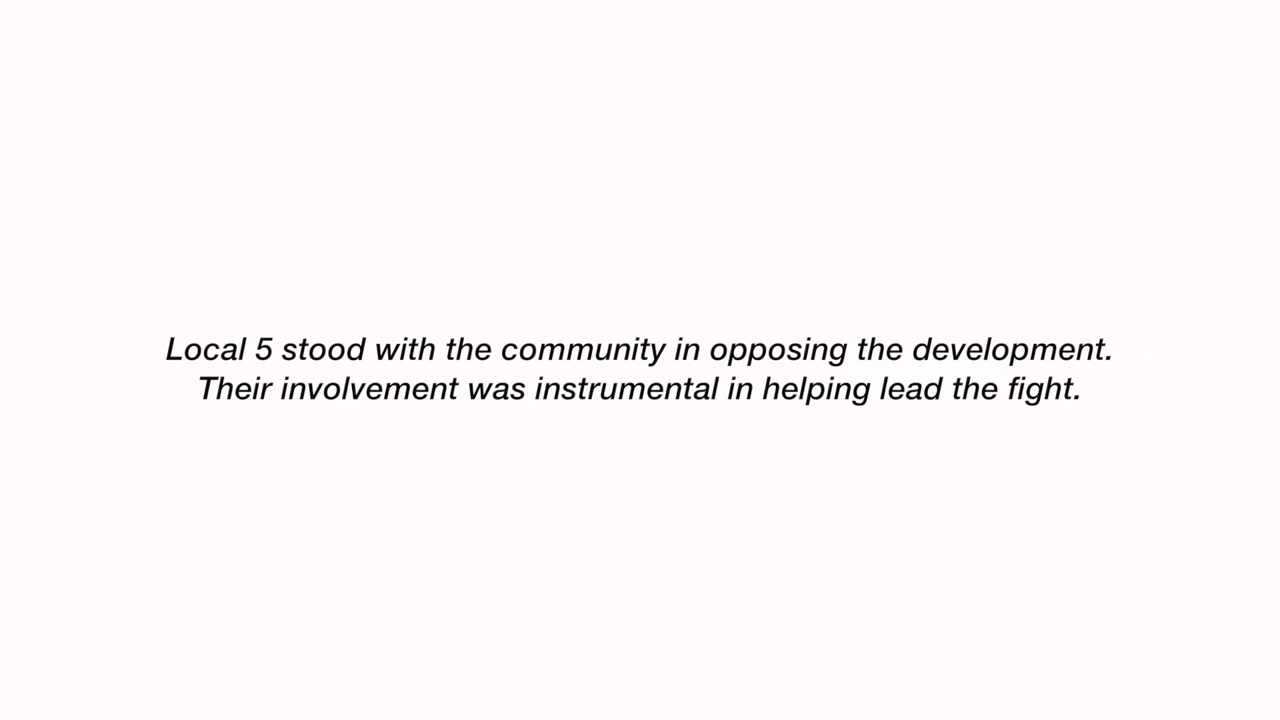 Local 5 stood with the community in opposing the development.
Their involvement was instrumental in helping lead the fight.